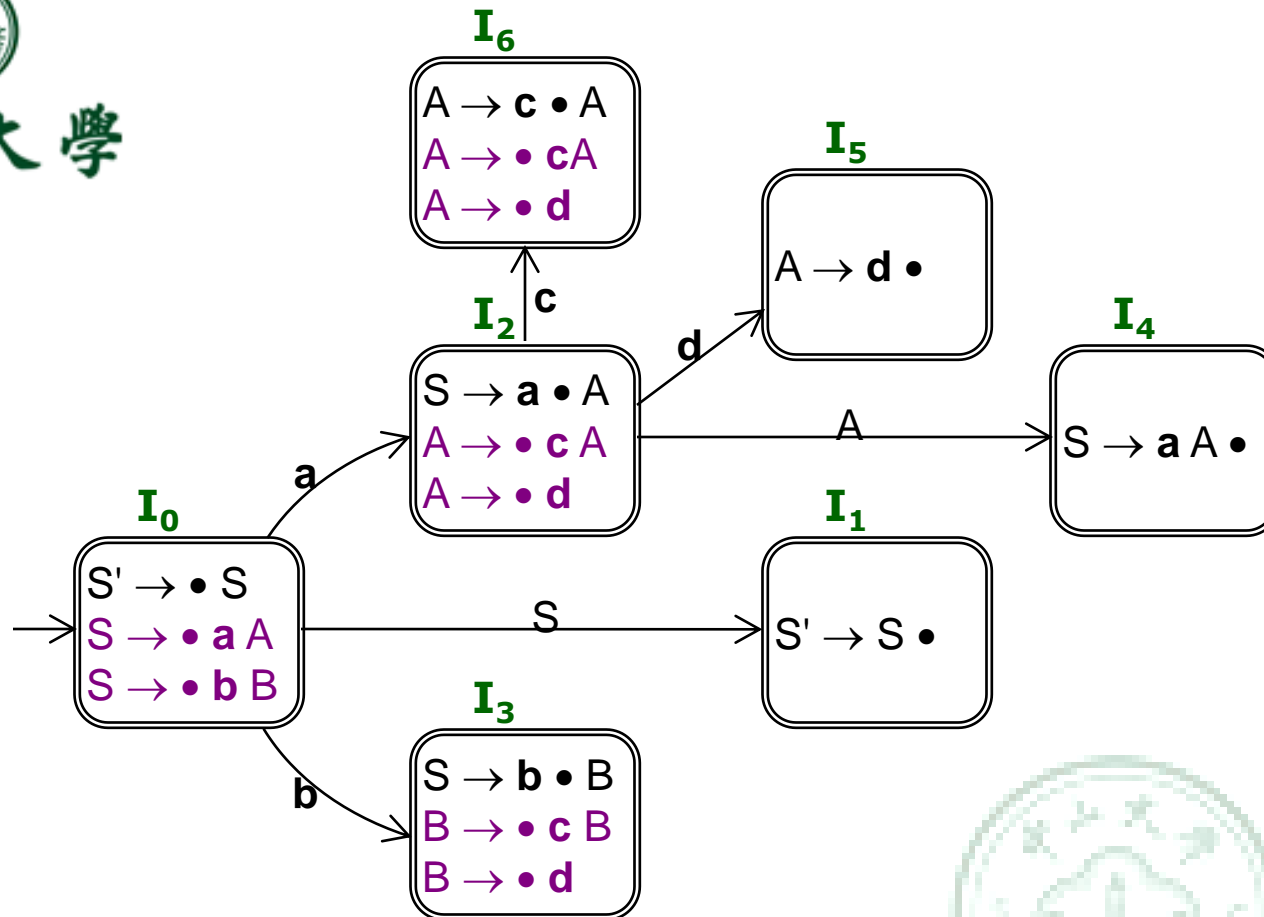 大學
I₆
A → c • A
A → • cA
A → • d
I₅
A → d •
c
I₂
d
I₄
S → a • A
A → • c A
A → • d
A
S → a A •
a
I₀
I₁
S' → • S
S → • a A
S → • b B
S
S' → S •
I₃
b
S → b • B
B → • c B
B → • d